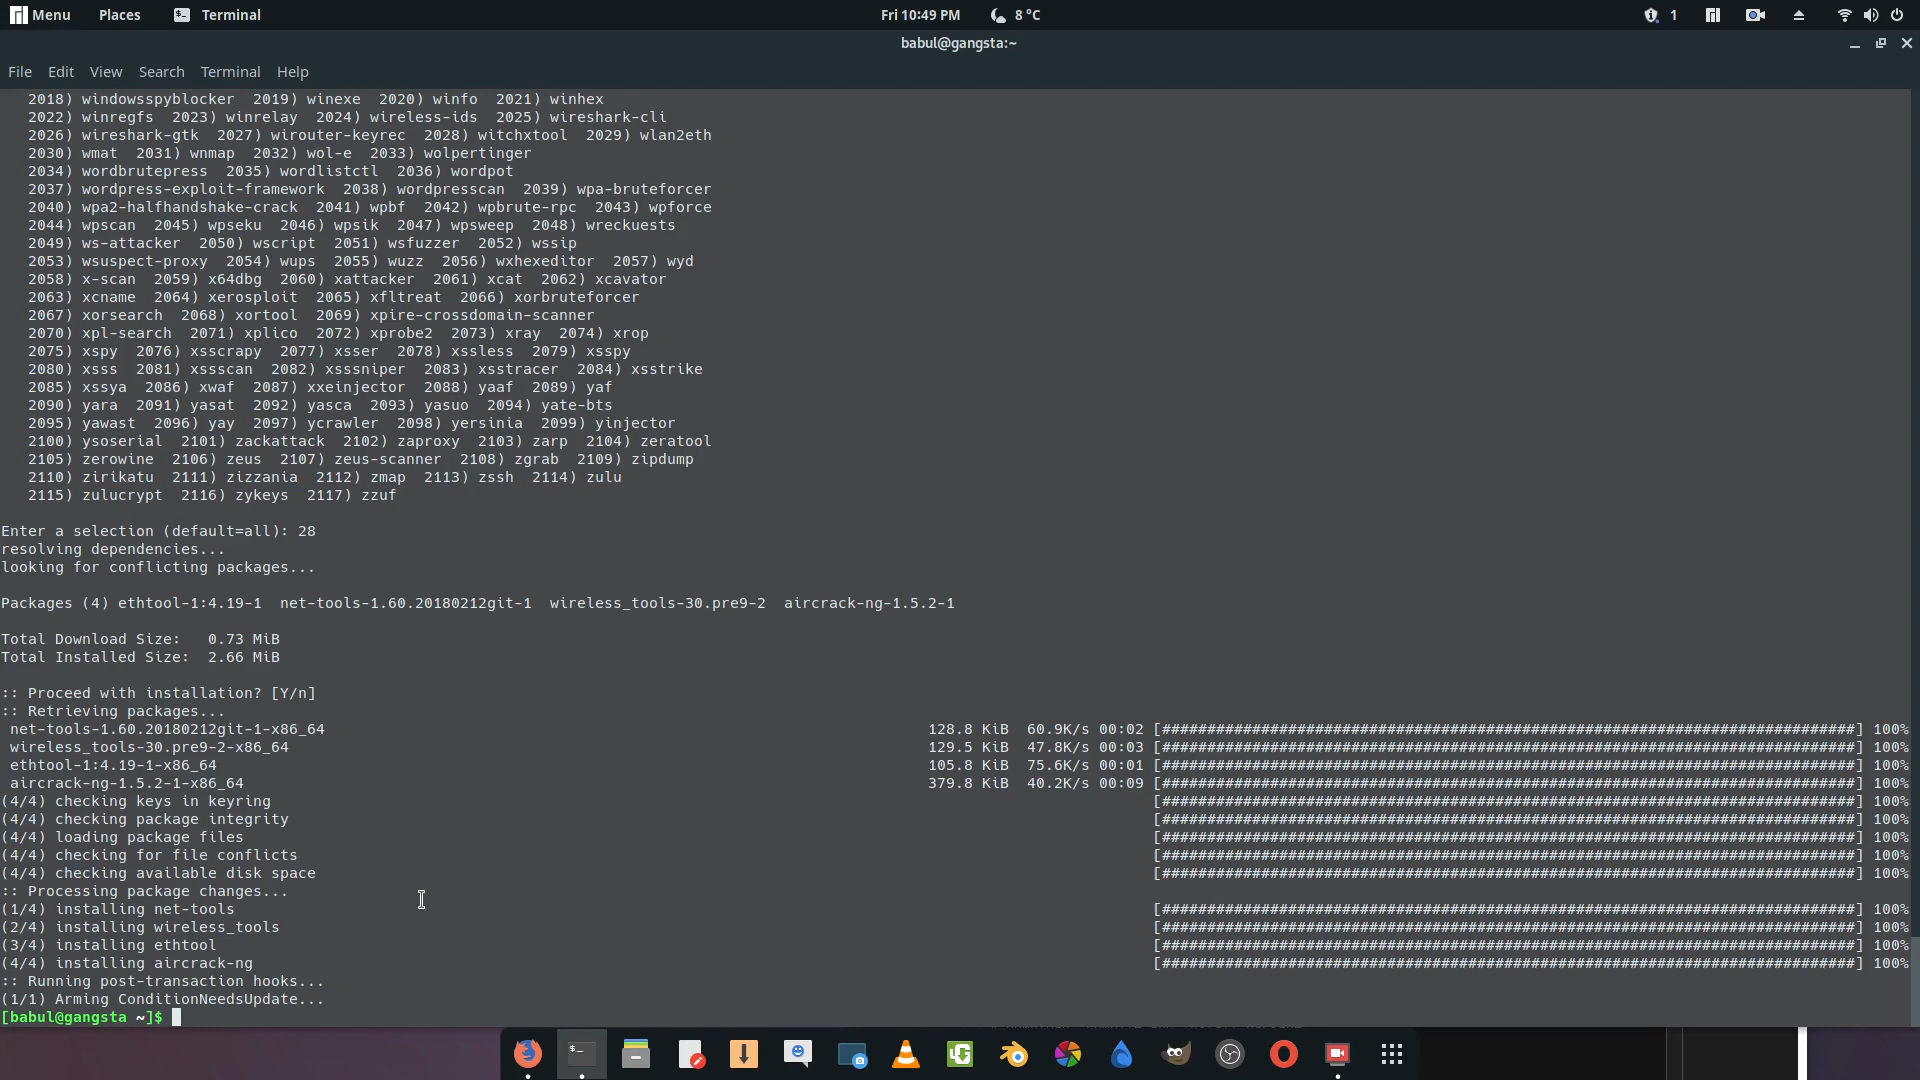 Menu Places Terminal Fri 10:49 PM 8 °C 1
babul@gangsta:~
File Edit View Search Terminal Help
2018) windowsspyblocker 2019) winexe 2020) winfo 2021) winhex
2022) winregfs 2023) winrelay 2024) wireless-ids 2025) wireshark-cli
2026) wireshark-gtk 2027) wirouter-keyrec 2028) witchxtool 2029) wlan2eth
2030) wmat 2031) wnmap 2032) wol-e 2033) wolpertinger
2034) wordbrutepress 2035) wordlistctl 2036) wordpot
2037) wordpress-exploit-framework 2038) wordpresscan 2039) wpa-bruteforcer
2040) wpa2-halfhandshake-crack 2041) wpbf 2042) wpbrute-rpc 2043) wpforce
2044) wpscan 2045) wpseku 2046) wpsik 2047) wpsweep 2048) wreckuests
2049) ws-attacker 2050) wscript 2051) wsfuzzer 2052) wssip
2053) wsuspect-proxy 2054) wups 2055) wuzz 2056) wxhexeditor 2057) wyd
2058) x-scan 2059) x64dbg 2060) xattacker 2061) xcat 2062) xcavator
2063) xcname 2064) xerosploit 2065) xfltreat 2066) xorbruteforcer
2067) xorsearch 2068) xortool 2069) xpire-crossdomain-scanner
2070) xpl-search 2071) xplico 2072) xprobe2 2073) xray 2074) xrop
2075) xspy 2076) xsscrapy 2077) xsser 2078) xssless 2079) xsspy
2080) xsss 2081) xssscan 2082) xsssniper 2083) xsstracer 2084) xsstrike
2085) xssya 2086) xwaf 2087) xxeinjector 2088) yaaf 2089) yaf
2090) yara 2091) yasat 2092) yasca 2093) yasuo 2094) yate-bts
2095) yawast 2096) yay 2097) ycrawler 2098) yersinia 2099) yinjector
2100) ysoserial 2101) zackattack 2102) zaproxy 2103) zarp 2104) zeratool
2105) zerowine 2106) zeus 2107) zeus-scanner 2108) zgrab 2109) zipdump
2110) zirikatu 2111) zizzania 2112) zmap 2113) zssh 2114) zulu
2115) zulucrypt 2116) zykeys 2117) zzuf
Enter a selection (default=all): 28
resolving dependencies...
looking for conflicting packages...
Packages (4) ethtool-1:4.19-1 net-tools-1.60.20180212git-1 wireless_tools-30.pre9-2 aircrack-ng-1.5.2-1
Total Download Size: 0.73 MiB
Total Installed Size: 2.66 MiB
:: Proceed with installation? [Y/n]
:: Retrieving packages...
net-tools-1.60.20180212git-1-x86_64 128.8 KiB 60.9K/s 00:02 [#############################################################################] 100%
wireless_tools-30.pre9-2-x86_64 129.5 KiB 47.8K/s 00:03 [#############################################################################] 100%
ethtool-1:4.19-1-x86_64 105.8 KiB 75.6K/s 00:01 [#############################################################################] 100%
aircrack-ng-1.5.2-1-x86_64 379.8 KiB 40.2K/s 00:09 [#############################################################################] 100%
(4/4) checking keys in keyring [#############################################################################] 100%
(4/4) checking package integrity [#############################################################################] 100%
(4/4) loading package files [#############################################################################] 100%
(4/4) checking for file conflicts [#############################################################################] 100%
(4/4) checking available disk space [#############################################################################] 100%
:: Processing package changes...
(1/4) installing net-tools [#############################################################################] 100%
(2/4) installing wireless_tools [#############################################################################] 100%
(3/4) installing ethtool [#############################################################################] 100%
(4/4) installing aircrack-ng [#############################################################################] 100%
:: Running post-transaction hooks...
(1/1) Arming ConditionNeedsUpdate...
[babul@gangsta ~]$